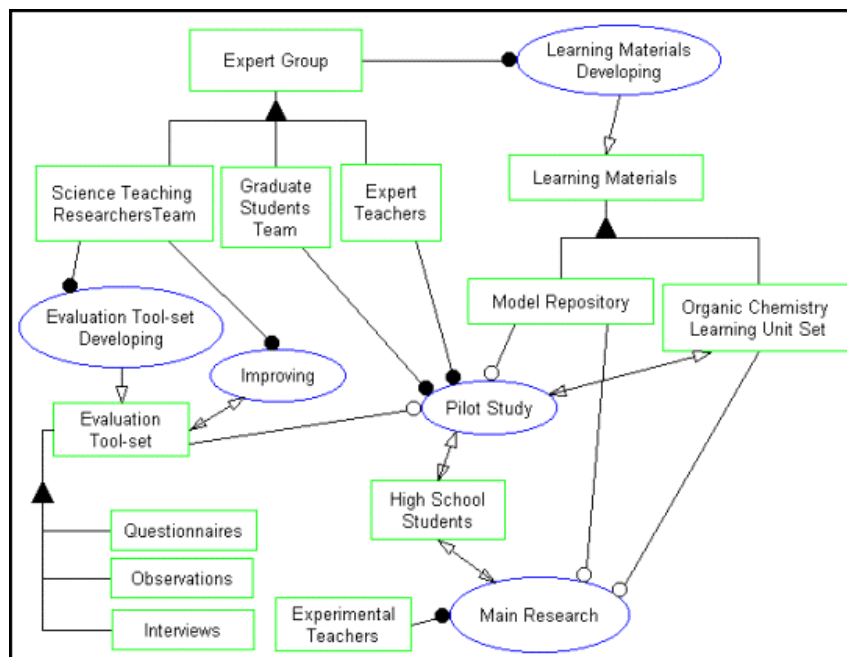 Expert Group
Learning Materials
Developing
Science Teaching
ResearchersTeam
Graduate
Students
Team
Expert
Teachers
Learning Materials
Evaluation Tool-set
Developing
Improving
Model Repository
Organic Chemistry
Learning Unit Set
Evaluation
Tool-set
Pilot Study
High School
Students
Questionnaires
Observations
Interviews
Experimental
Teachers
Main Research